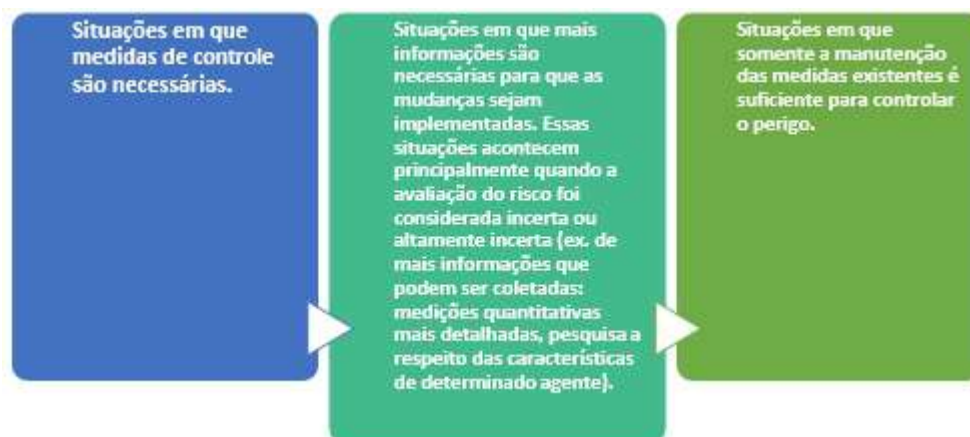 Situações em que
medidas de controle
são necessárias.
Situações em que mais
informações são
necessárias para que as
mudanças sejam
implementadas. Essas
situações acontecem
principalmente quando a
avaliação do risco foi
considerada incerta ou
altamente incerta (ex. de
mais informações que
podem ser coletadas:
medições quantitativas
mais detalhadas, pesquisa a
respeito das características
de determinado agente).
Situações em que
somente a manutenção
das medidas existentes é
suficiente para controlar
o perigo.